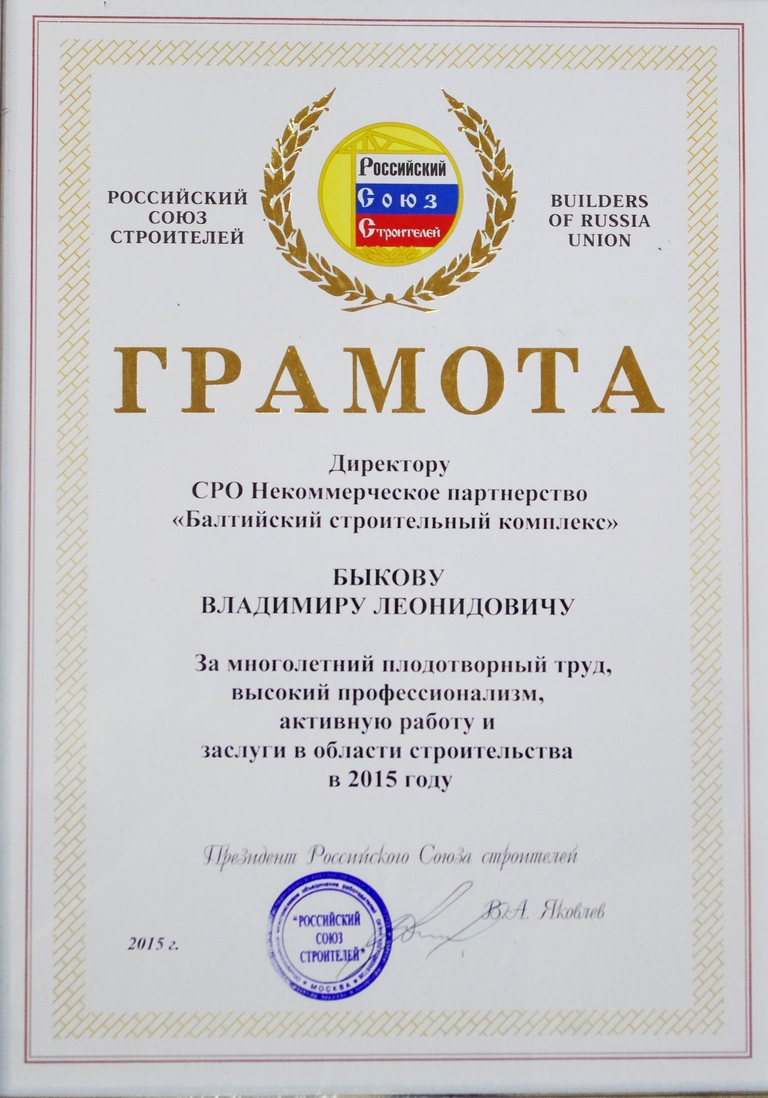 РОССИЙСКИЙ
СОЮЗ
СТРОИТЕЛЕЙ
Российский
Союз
Строителей
BUILDERS
OF RUSSIA
UNION
ГРАМОТА
Директору
СРО Некоммерческое партнерство
«Балтийский строительный комплекс»
БЫКОВУ
ВЛАДИМИРУ ЛЕОНИДОВИЧУ
За многолетний плодотворный труд,
высокий профессионализм,
активную работу и
заслуги в области строительства
в 2015 году
Президент Российского Союза строителей
В.А. Яковлев
2015 г.
"РОССИЙСКИЙ
СОЮЗ
СТРОИТЕЛЕЙ"
МОСКВА